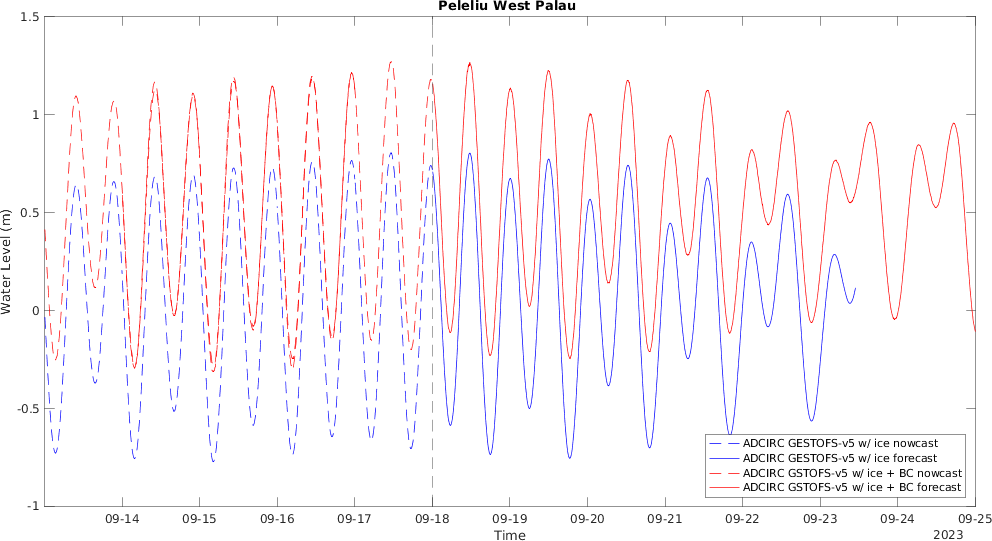 Peleliu West Palau
1.5
1
0.5
0
-0.5
-1
Water Level (m)
ADCIRC GESTOFS-v5 w/ ice nowcast
ADCIRC GESTOFS-v5 w/ ice forecast
ADCIRC GSTOFS-v5 w/ ice + BC nowcast
ADCIRC GSTOFS-v5 w/ ice + BC forecast
09-14 09-15 09-16 09-17 09-18 09-19 09-20 09-21 09-22 09-23 09-24 09-25
Time
2023